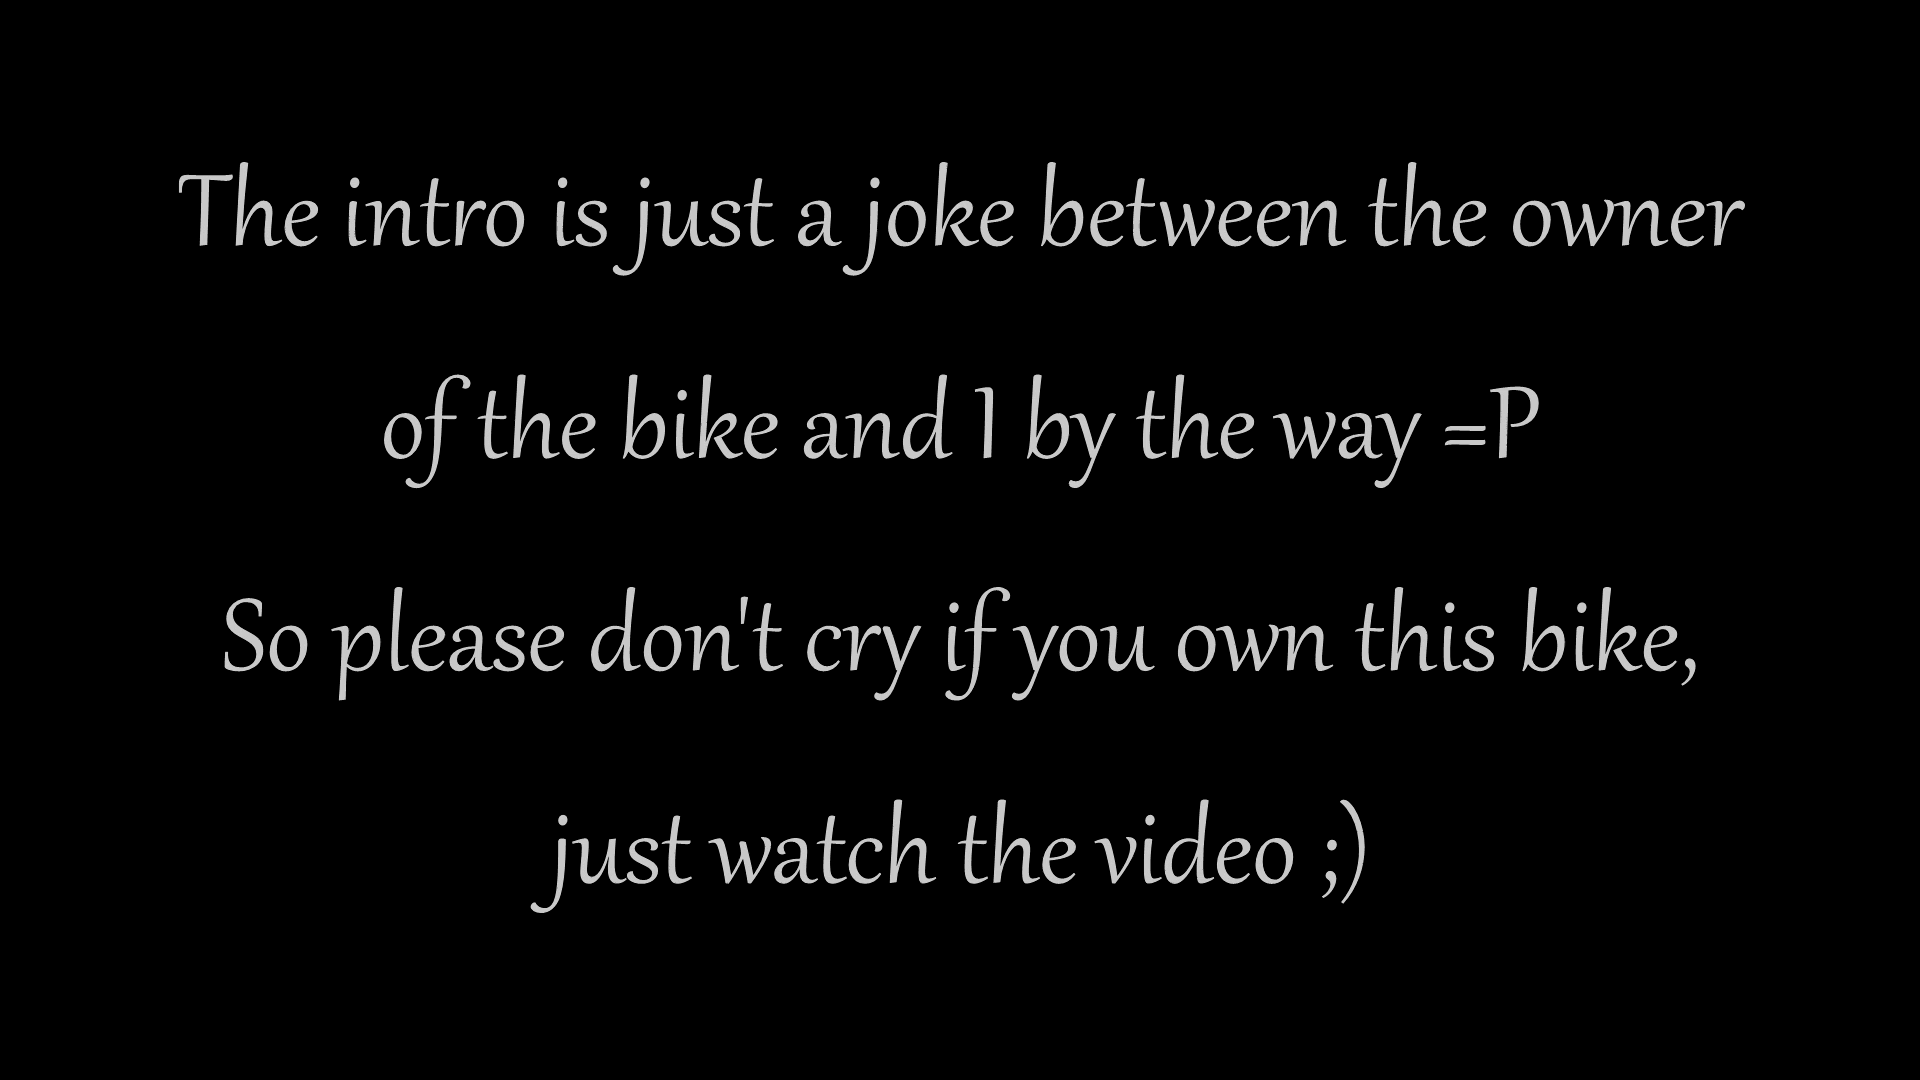 The intro is just a joke between the owner
of the bike and I by the way =P
So please don't cry if you own this bike,
just watch the video ;)